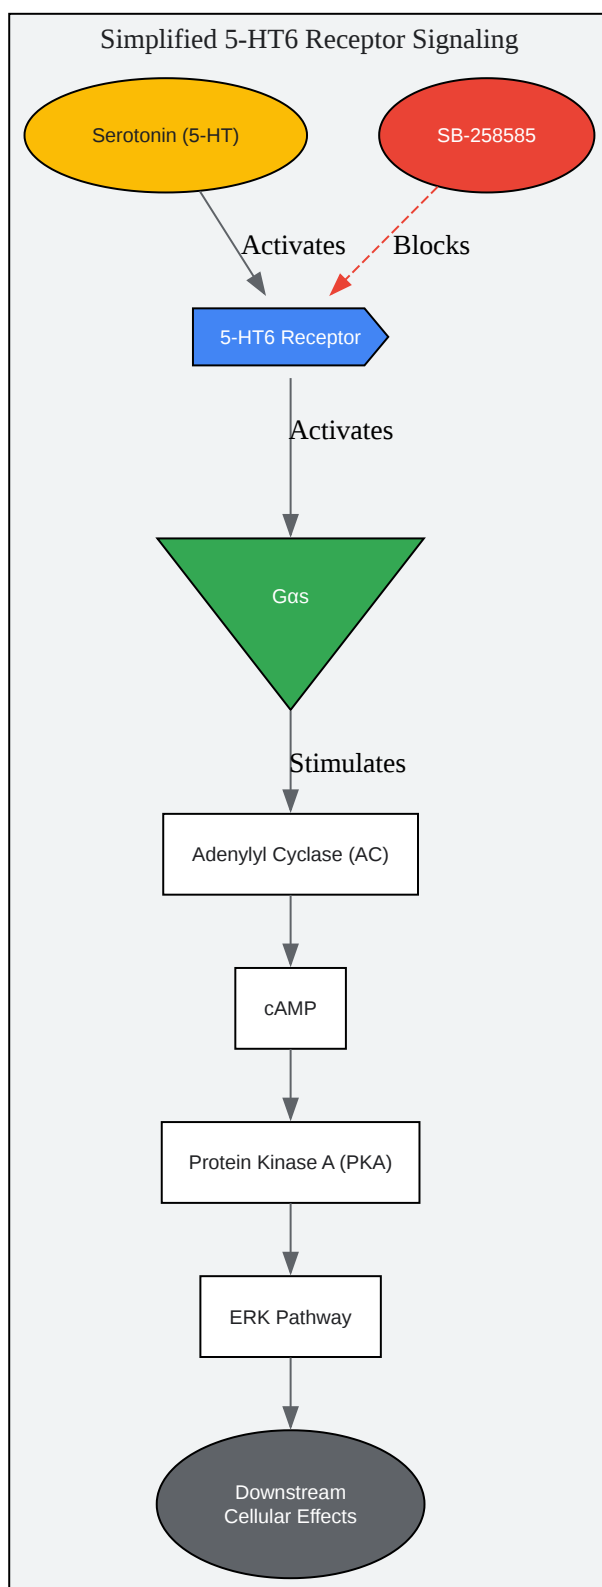 Simplified 5-HT6 Receptor Signaling
Serotonin (5-HT)
SB-258585
Activates
Blocks
5-HT6 Receptor
Activates
Gαs
Stimulates
Adenylyl Cyclase (AC)
cAMP
Protein Kinase A (PKA)
ERK Pathway
Downstream
Cellular Effects